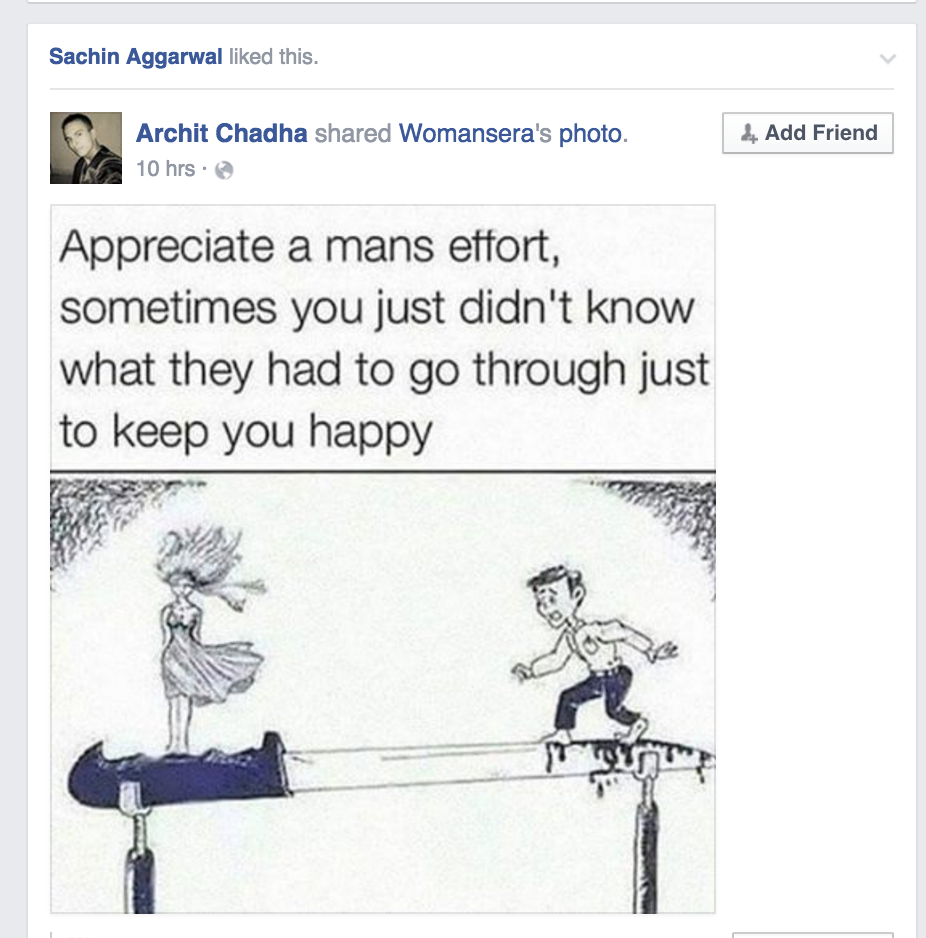 Sachin Aggarwal liked this.
Archit Chadha shared Womansera's photo.
Add Friend
10 hrs ·
Appreciate a mans effort,
sometimes you just didn't know
what they had to go through just
to keep you happy